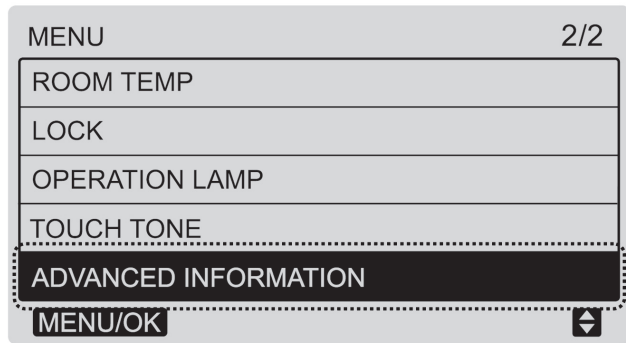 MENU 2/2
ROOM TEMP
LOCK
OPERATION LAMP
TOUCH TONE
ADVANCED INFORMATION
MENU/OK